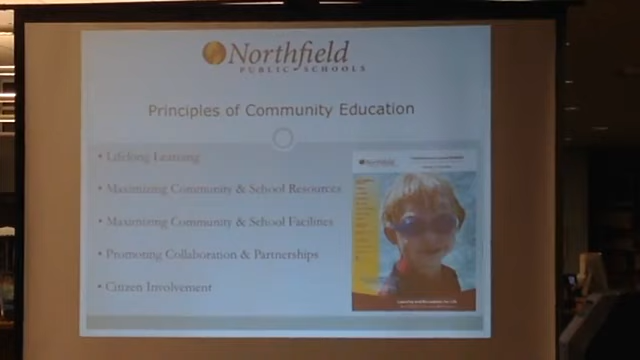 Northfield
PUBLIC SCHOOLS
Principles of Community Education
• Lifelong Learning
• Maximizing Community & School Resources
• Maximizing Community & School Facilities
• Promoting Collaboration & Partnerships
• Citizen Involvement
Northfield